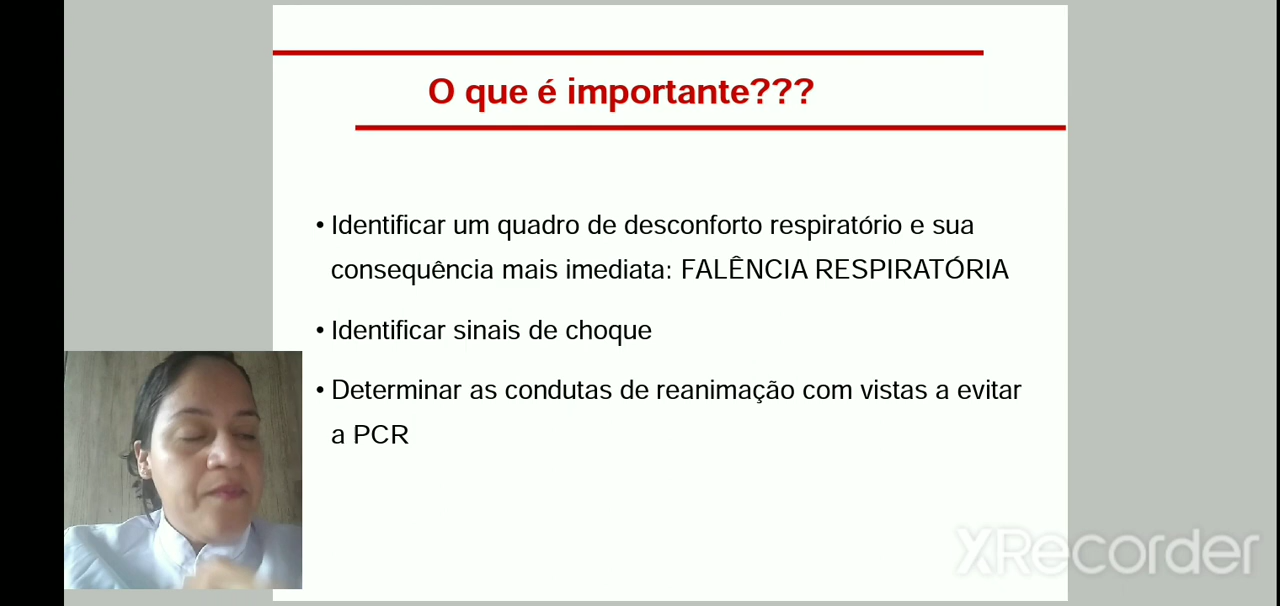 O que é importante???
• Identificar um quadro de desconforto respiratório e sua
consequência mais imediata: FALÊNCIA RESPIRATÓRIA
• Identificar sinais de choque
• Determinar as condutas de reanimação com vistas a evitar
a PCR
XRecorder